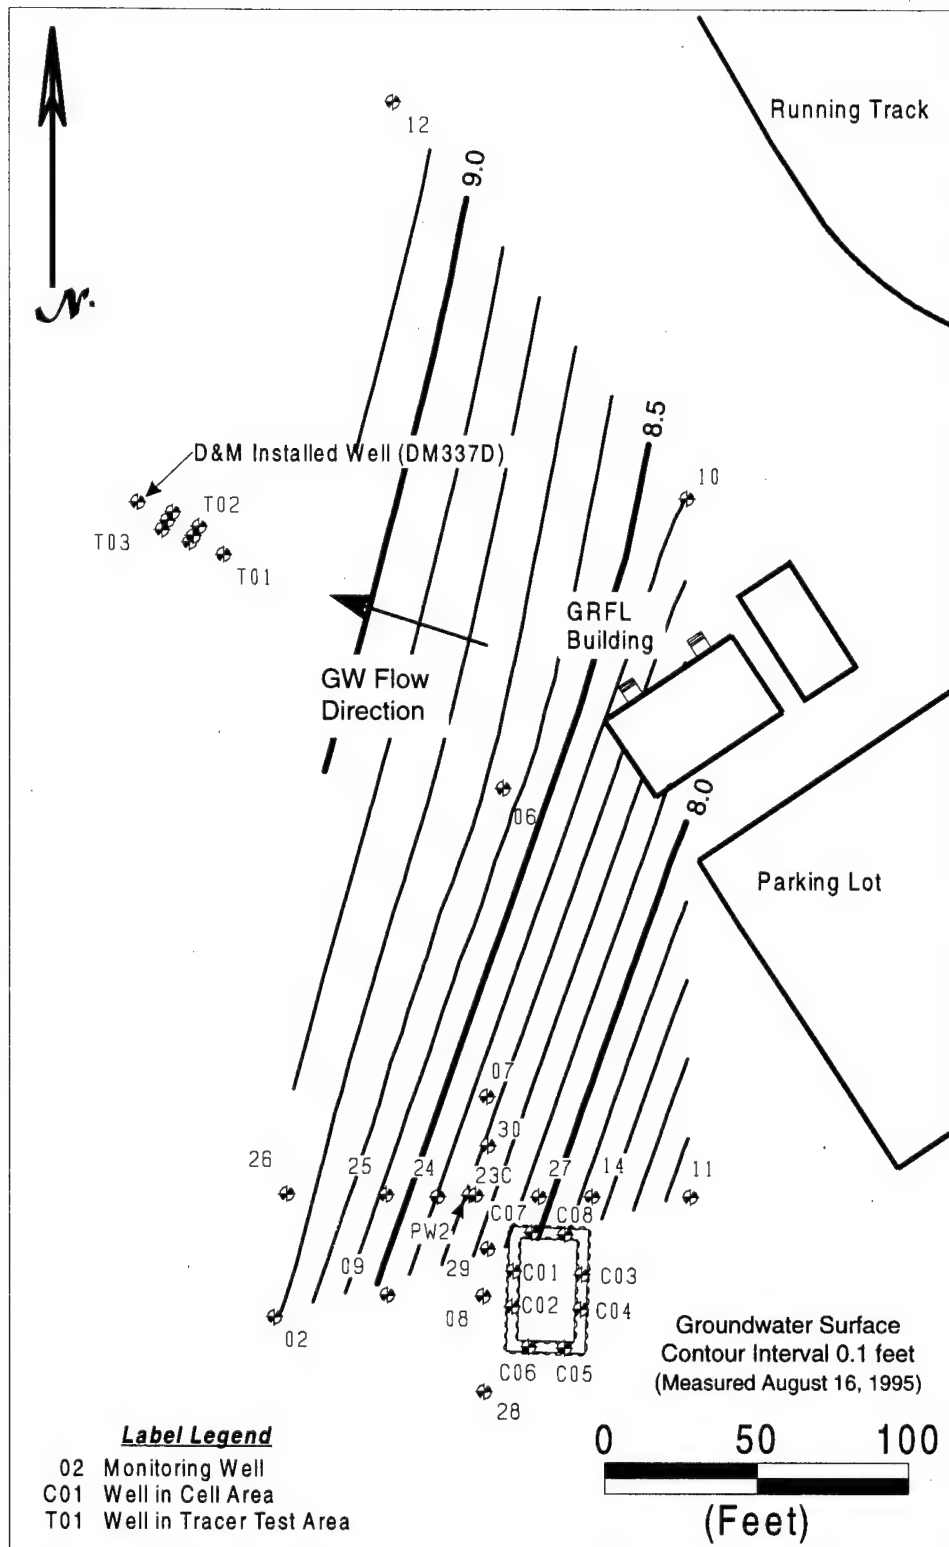 Running Track
12
9.0
N.
8.5
D&M Installed Well (DM337D)
10
T02
T03
T01
GRFL
Building
GW Flow
Direction
8.0
06
Parking Lot
07
30
26
25
24
23C
27
14
11
PW2
C07
C08
09
29
C01
C03
C02
C04
08
02
C06
C05
28
Groundwater Surface
Contour Interval 0.1 feet
(Measured August 16, 1995)
Label Legend
02 Monitoring Well
C01 Well in Cell Area
T01 Well in Tracer Test Area
0 50 100
(Feet)